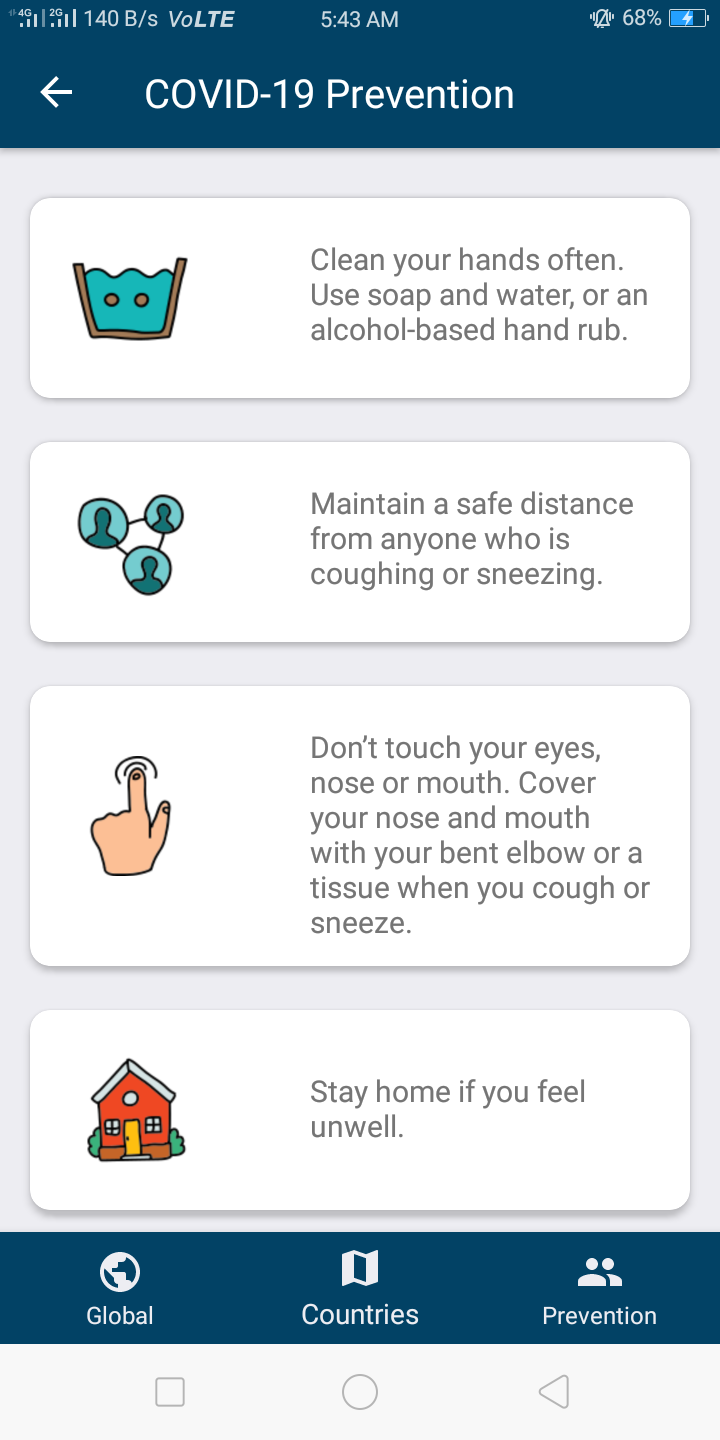 4G 2G 140 B/s VoLTE 5:43 AM 68%
COVID-19 Prevention
Clean your hands often.
Use soap and water, or an
alcohol-based hand rub.
Maintain a safe distance
from anyone who is
coughing or sneezing.
Don’t touch your eyes,
nose or mouth. Cover
your nose and mouth
with your bent elbow or a
tissue when you cough or
sneeze.
Stay home if you feel
unwell.
Global Countries Prevention